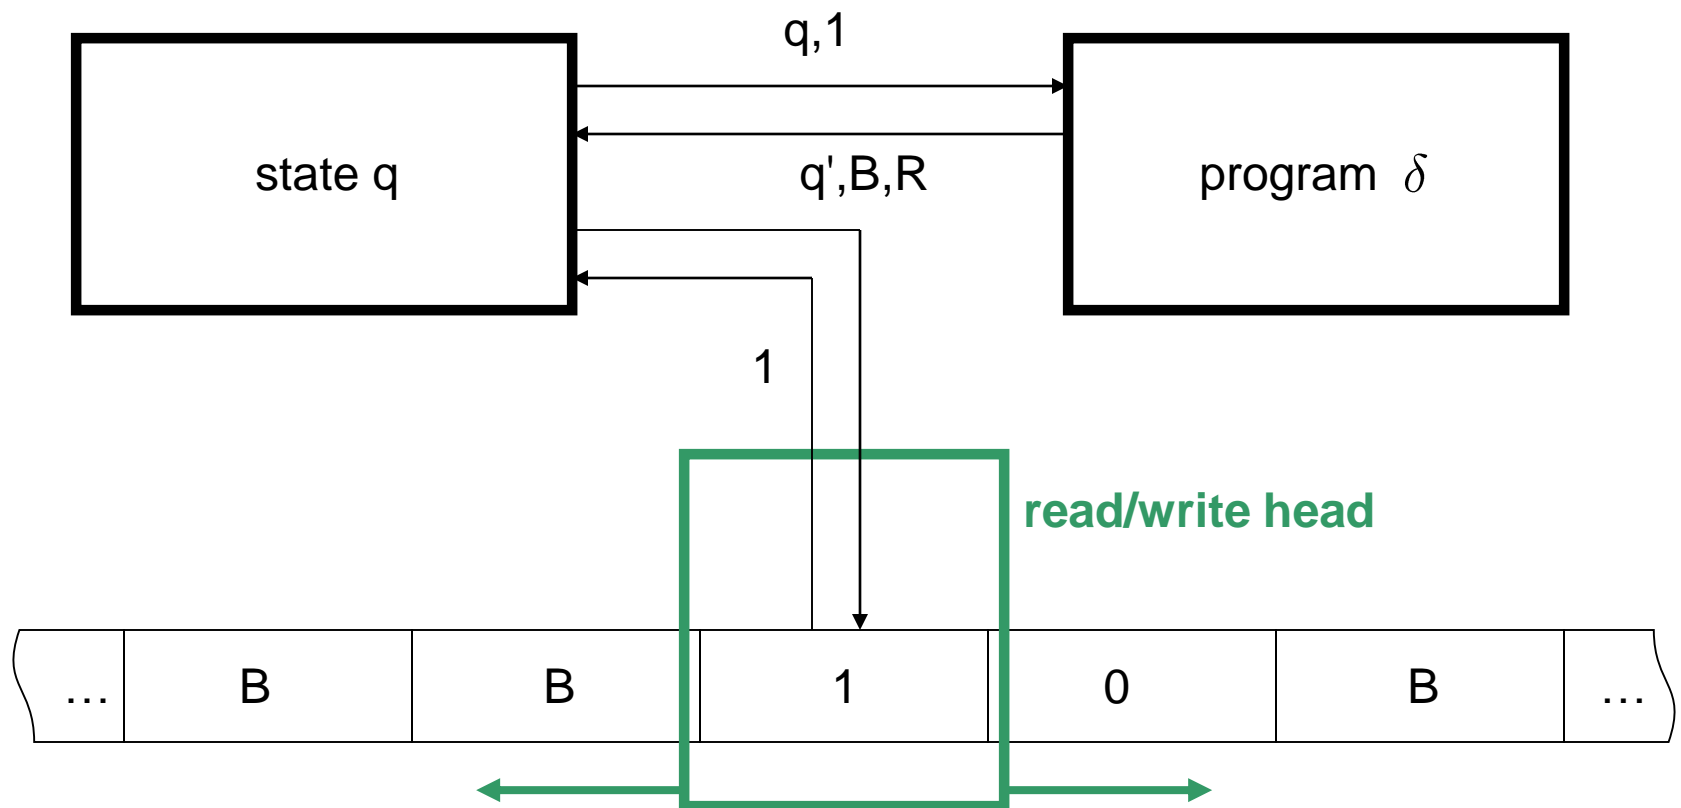 q,1
state q
q',B,R
program δ
1
read/write head
… B B 1 0 B …